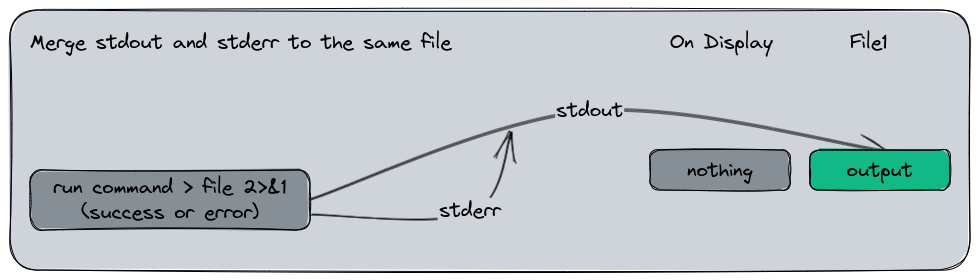 Merge stdout and stderr to the same file
On Display
File1
stdout
run command > file 2>&1
(success or error)
stderr
nothing
output